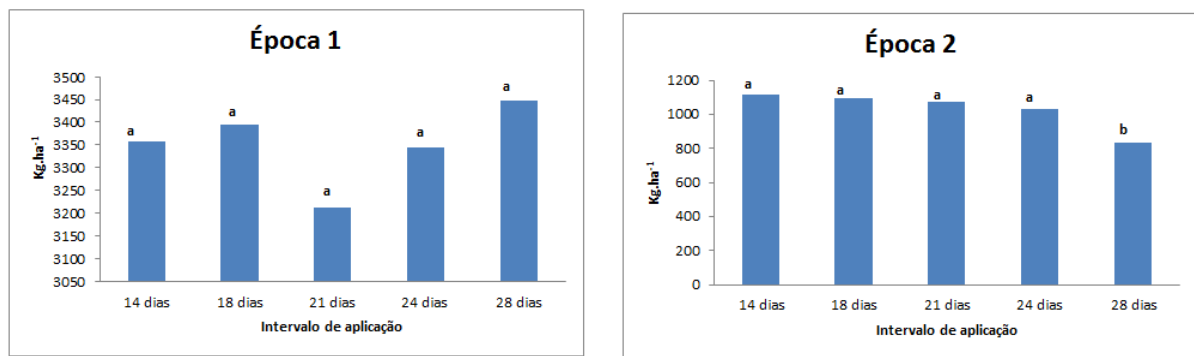 Época 1
3500
3450
3400
3350
3300
3250
3200
3150
3100
3050
Kg.ha⁻¹
a
a
a
a
a
14 dias 18 dias 21 dias 24 dias 28 dias
Intervalo de aplicação
Época 2
1200
1000
800
600
400
200
0
Kg.ha⁻¹
a
a
a
a
b
14 dias 18 dias 21 dias 24 dias 28 dias
Intervalo de aplicação